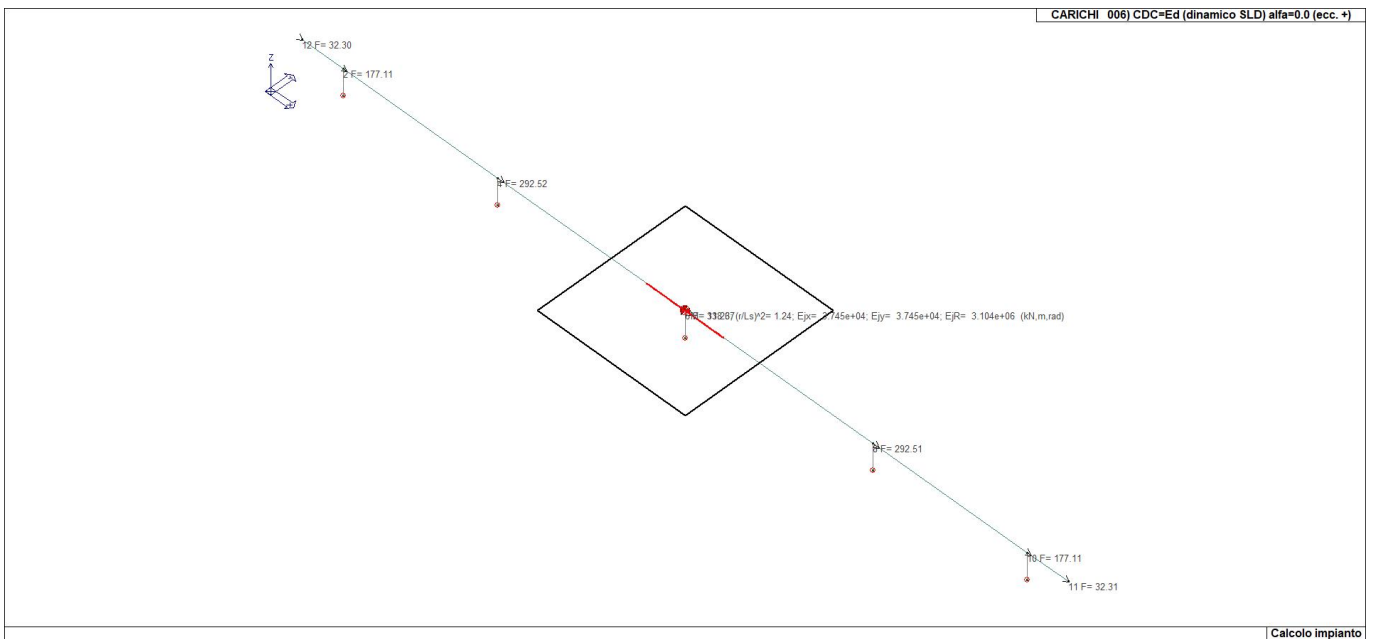 CARICHI 006) CDC=Ed (dinamico SLD) alfa=0.0 (ecc. +)
12 F= 32.30
Z
2 F= 177.11
4 F= 292.52
(r/Ls)^2= 1.24; Ejx= 3.745e+04; Ejy= 3.745e+04; EjR= 3.104e+06 (kN,m,rad)
8 F= 292.51
10 F= 177.11
11 F= 32.31
Calcolo impianto